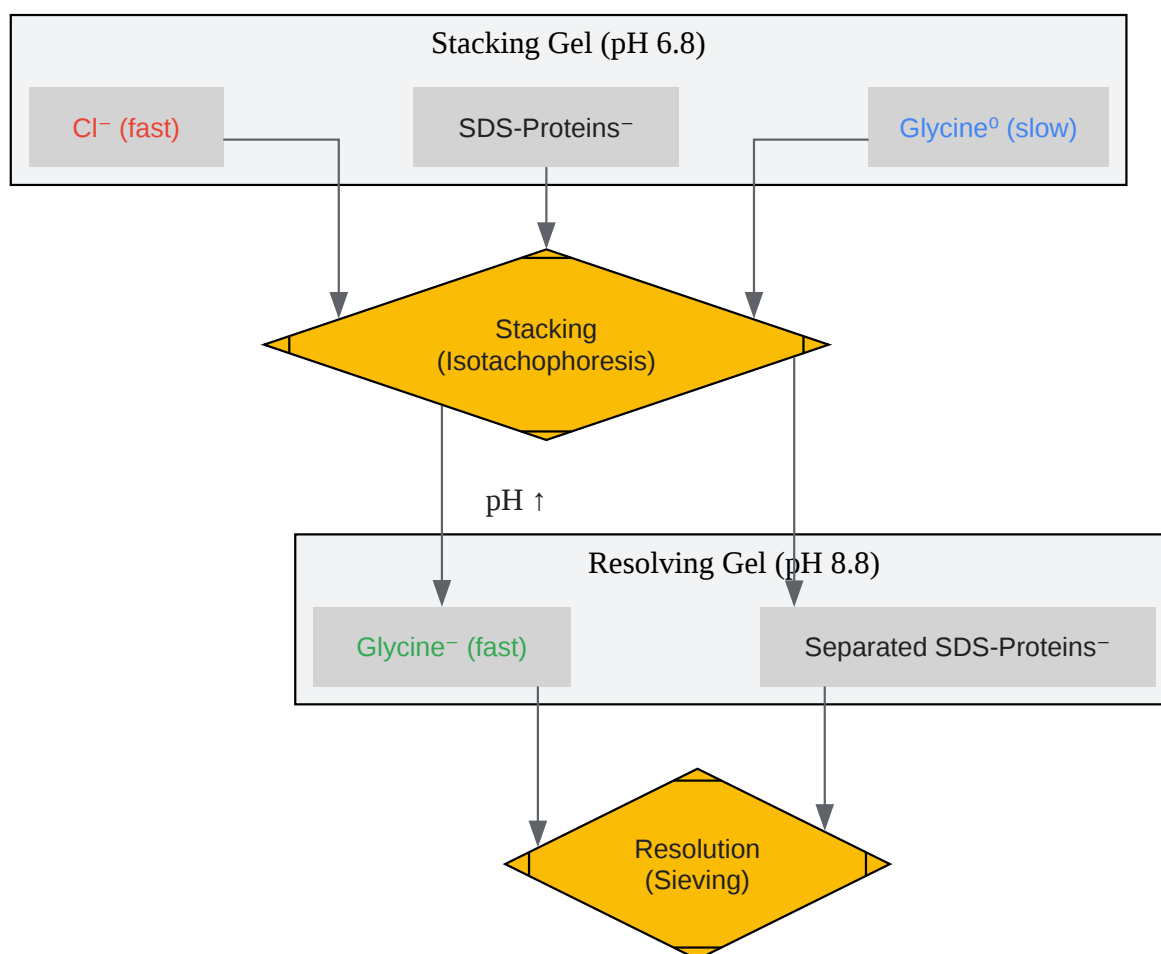 Stacking Gel (pH 6.8)
Cl⁻ (fast)
SDS-Proteins⁻
Glycine⁰ (slow)
Stacking
(Isotachophoresis)
pH ↑
Resolving Gel (pH 8.8)
Glycine⁻ (fast)
Separated SDS-Proteins⁻
Resolution
(Sieving)